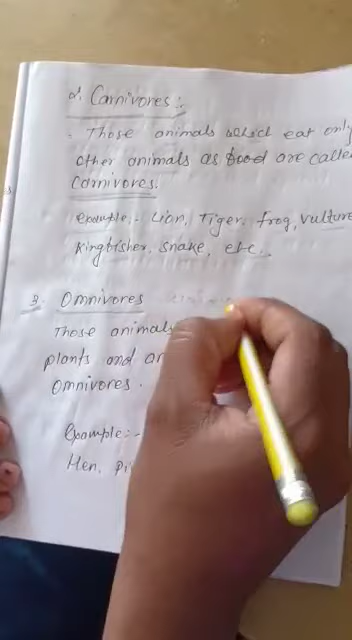 2. Carnivores :-
Those animals which eat only
other animals as food are called
Carnivores.
Example :- Lion, Tiger, frog, Vulture
Kingfisher, snake, etc..
3. Omnivores
Those animals
plants and
Omnivores.
Example :-
Hen,